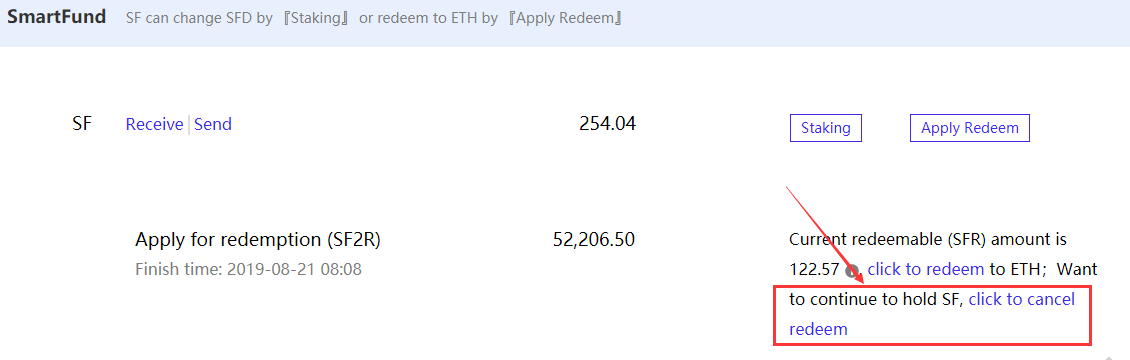 SmartFund SF can change SFD by『Staking』or redeem to ETH by『Apply Redeem』
SF Receive | Send 254.04 Staking Apply Redeem
Apply for redemption (SF2R) 52,206.50 Current redeemable (SFR) amount is
Finish time: 2019-08-21 08:08 122.57 , click to redeem to ETH；Want
to continue to hold SF, click to cancel
redeem